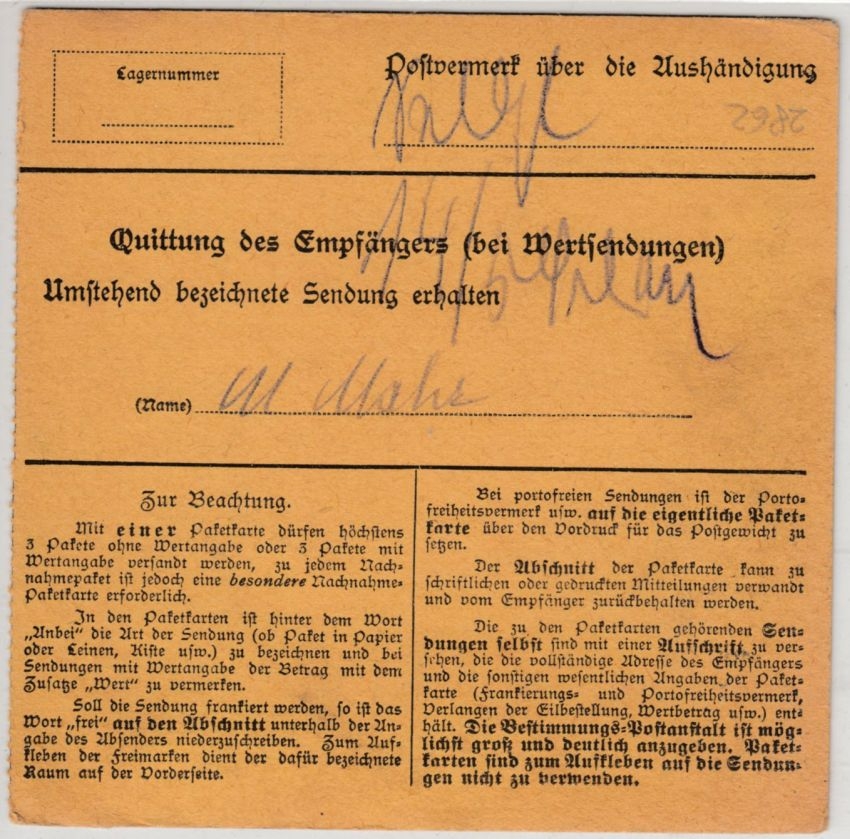 Lagernummer
Postvermerk über die Aushändigung
2862
Quittung des Empfängers (bei Wertsendungen)
Umstehend bezeichnete Sendung erhalten
(Name) M
Zur Beachtung.
Mit einer Paketkarte dürfen höchstens
3 Pakete ohne Wertangabe oder 3 Pakete mit
Wertangabe versandt werden, zu jedem Nach-
nahmepaket ist jedoch eine besondere Nachnahme-
Paketkarte erforderlich.
In den Paketkarten ist hinter dem Wort
„Anbei" die Art der Sendung (ob Paket in Papier
oder Leinen, Kiste usw.) zu bezeichnen und bei
Sendungen mit Wertangabe der Betrag mit dem
Zusatze „Wert" zu vermerken.
Soll die Sendung frankiert werden, so ist das
Wort „frei" auf den Abschnitt unterhalb der An-
gabe des Absenders niederzuschreiben. Zum Auf-
kleben der Freimarken dient der dafür bezeichnete
Raum auf der Vorderseite.
Bei portofreien Sendungen ist der Porto-
freiheitsvermerk usw. auf die eigentliche Paket-
karte über den Vordruck für das Postgewicht zu
setzen.
Der Abschnitt der Paketkarte kann zu
schriftlichen oder gedruckten Mitteilungen verwandt
und vom Empfänger zurückbehalten werden.
Die zu den Paketkarten gehörenden Sen-
dungen selbst sind mit einer Aufschrift zu ver-
sehen, die die vollständige Adresse des Empfängers
und die sonstigen wesentlichen Angaben der Paket-
karte (Frankierungs- und Portofreiheitsvermerk,
Verlangen der Eilbestellung, Wertbetrag usw.) ent-
hält. Die Bestimmungs-Postanstalt ist mög-
lichst groß und deutlich anzugeben. Paket-
karten sind zum Aufkleben auf die Sendun-
gen nicht zu verwenden.